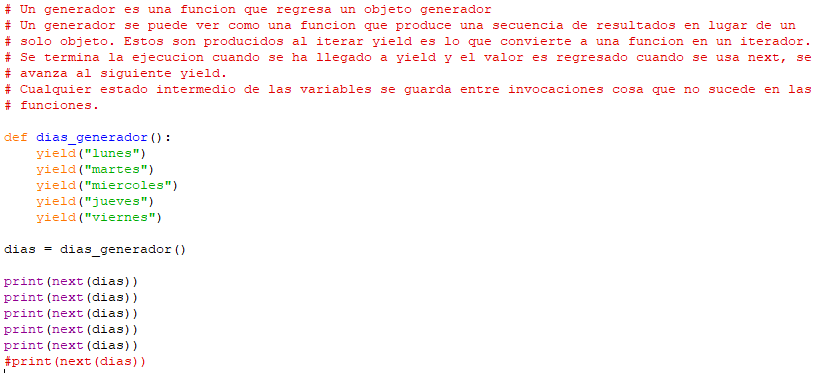 # Un generador es una funcion que regresa un objeto generador
# Un generador se puede ver como una funcion que produce una secuencia de resultados en lugar de un
# solo objeto. Estos son producidos al iterar yield es lo que convierte a una funcion en un iterador.
# Se termina la ejecucion cuando se ha llegado a yield y el valor es regresado cuando se usa next, se
# avanza al siguiente yield.
# Cualquier estado intermedio de las variables se guarda entre invocaciones cosa que no sucede en las
# funciones.

def dias_generador():
    yield("lunes")
    yield("martes")
    yield("miercoles")
    yield("jueves")
    yield("viernes")

dias = dias_generador()

print(next(dias))
print(next(dias))
print(next(dias))
print(next(dias))
print(next(dias))
#print(next(dias))